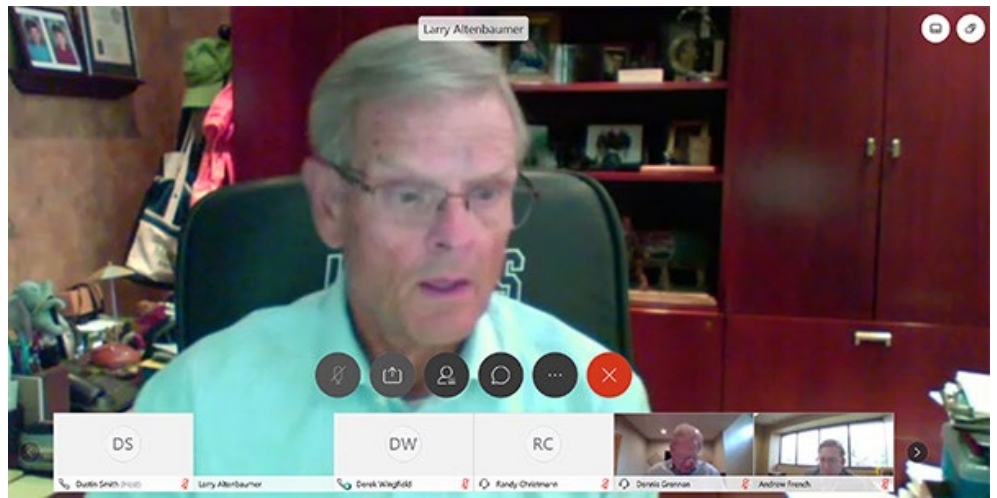 Larry Altenbaumer
DS
DW
RC
Dustin Smith (Host)
Larry Altenbaumer
Derek Wingfield
Randy Christmann
Dennis Grennan
Andrew French